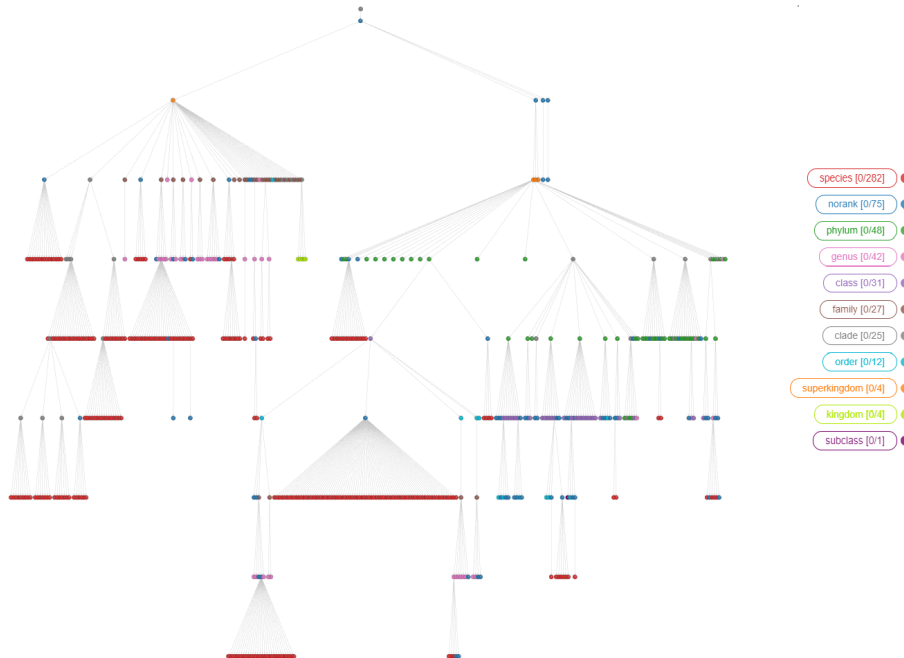 species [0/282]
norank [0/75]
phylum [0/48]
genus [0/42]
class [0/31]
family [0/27]
clade [0/25]
order [0/12]
superkingdom [0/4]
kingdom [0/4]
subclass [0/1]